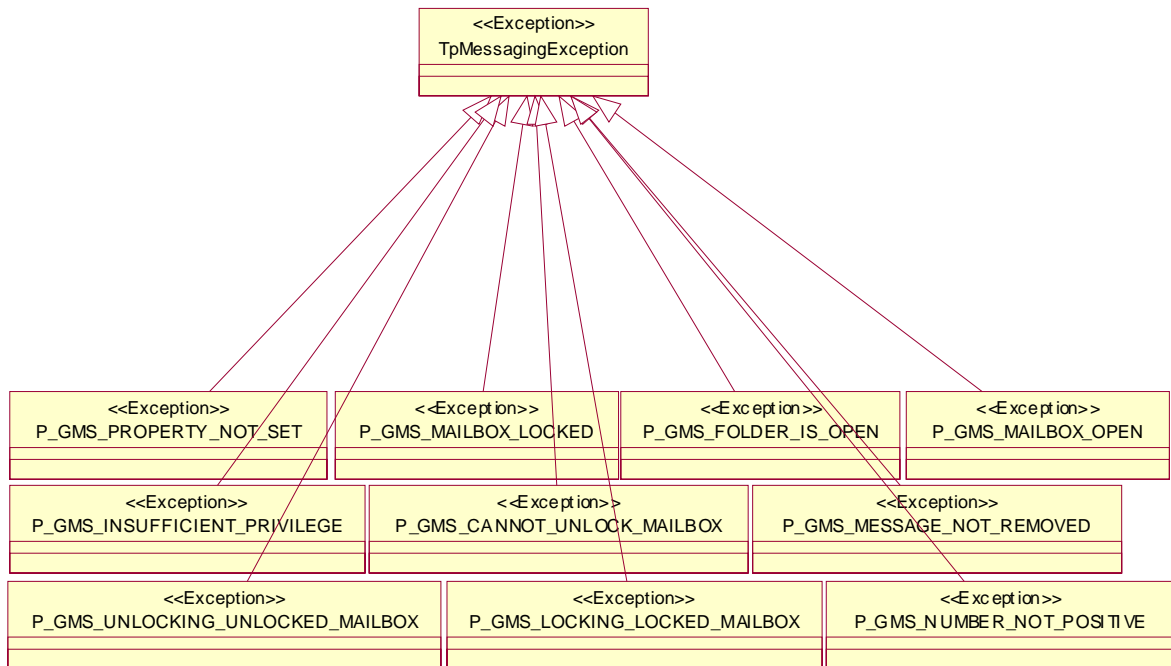 <<Exception>>
TpMessagingException
<<Exception>>
P_GMS_PROPERTY_NOT_SET
<<Exception>>
P_GMS_MAILBOX_LOCKED
<<Exception>>
P_GMS_FOLDER_IS_OPEN
<<Exception>>
P_GMS_MAILBOX_OPEN
<<Exception>>
P_GMS_INSUFFICIENT_PRIVILEGE
<<Exception>>
P_GMS_CANNOT_UNLOCK_MAILBOX
<<Exception>>
P_GMS_MESSAGE_NOT_REMOVED
<<Exception>>
P_GMS_UNLOCKING_UNLOCKED_MAILBOX
<<Exception>>
P_GMS_LOCKING_LOCKED_MAILBOX
<<Exception>>
P_GMS_NUMBER_NOT_POSITIVE